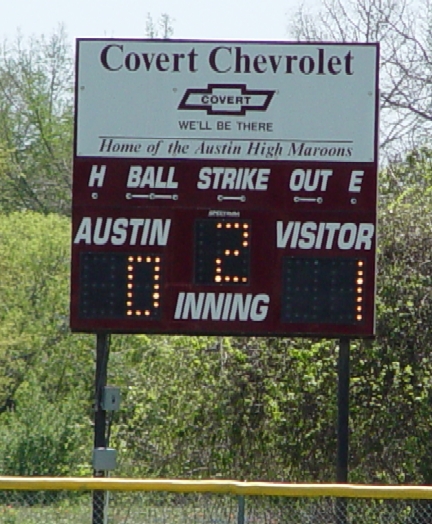 Covert Chevrolet
COVERT
WE'LL BE THERE
Home of the Austin High Maroons
H BALL STRIKE OUT E
AUSTIN 2 VISITOR
0 INNING 1